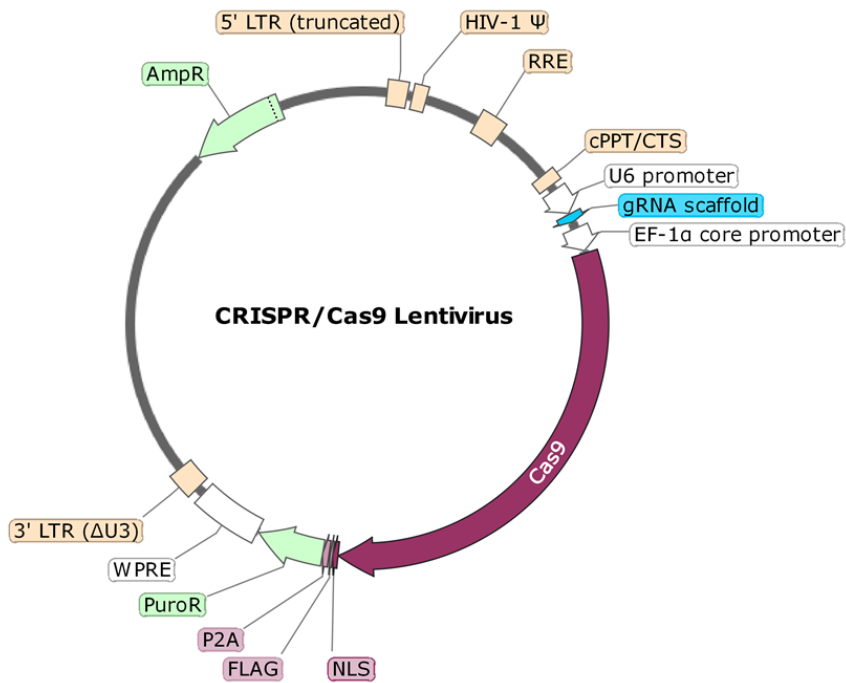 5' LTR (truncated)
HIV-1 Ψ
RRE
AmpR
cPPT/CTS
U6 promoter
gRNA scaffold
EF-1α core promoter
CRISPR/Cas9 Lentivirus
Cas9
3' LTR (ΔU3)
WPRE
PuroR
P2A
FLAG
NLS